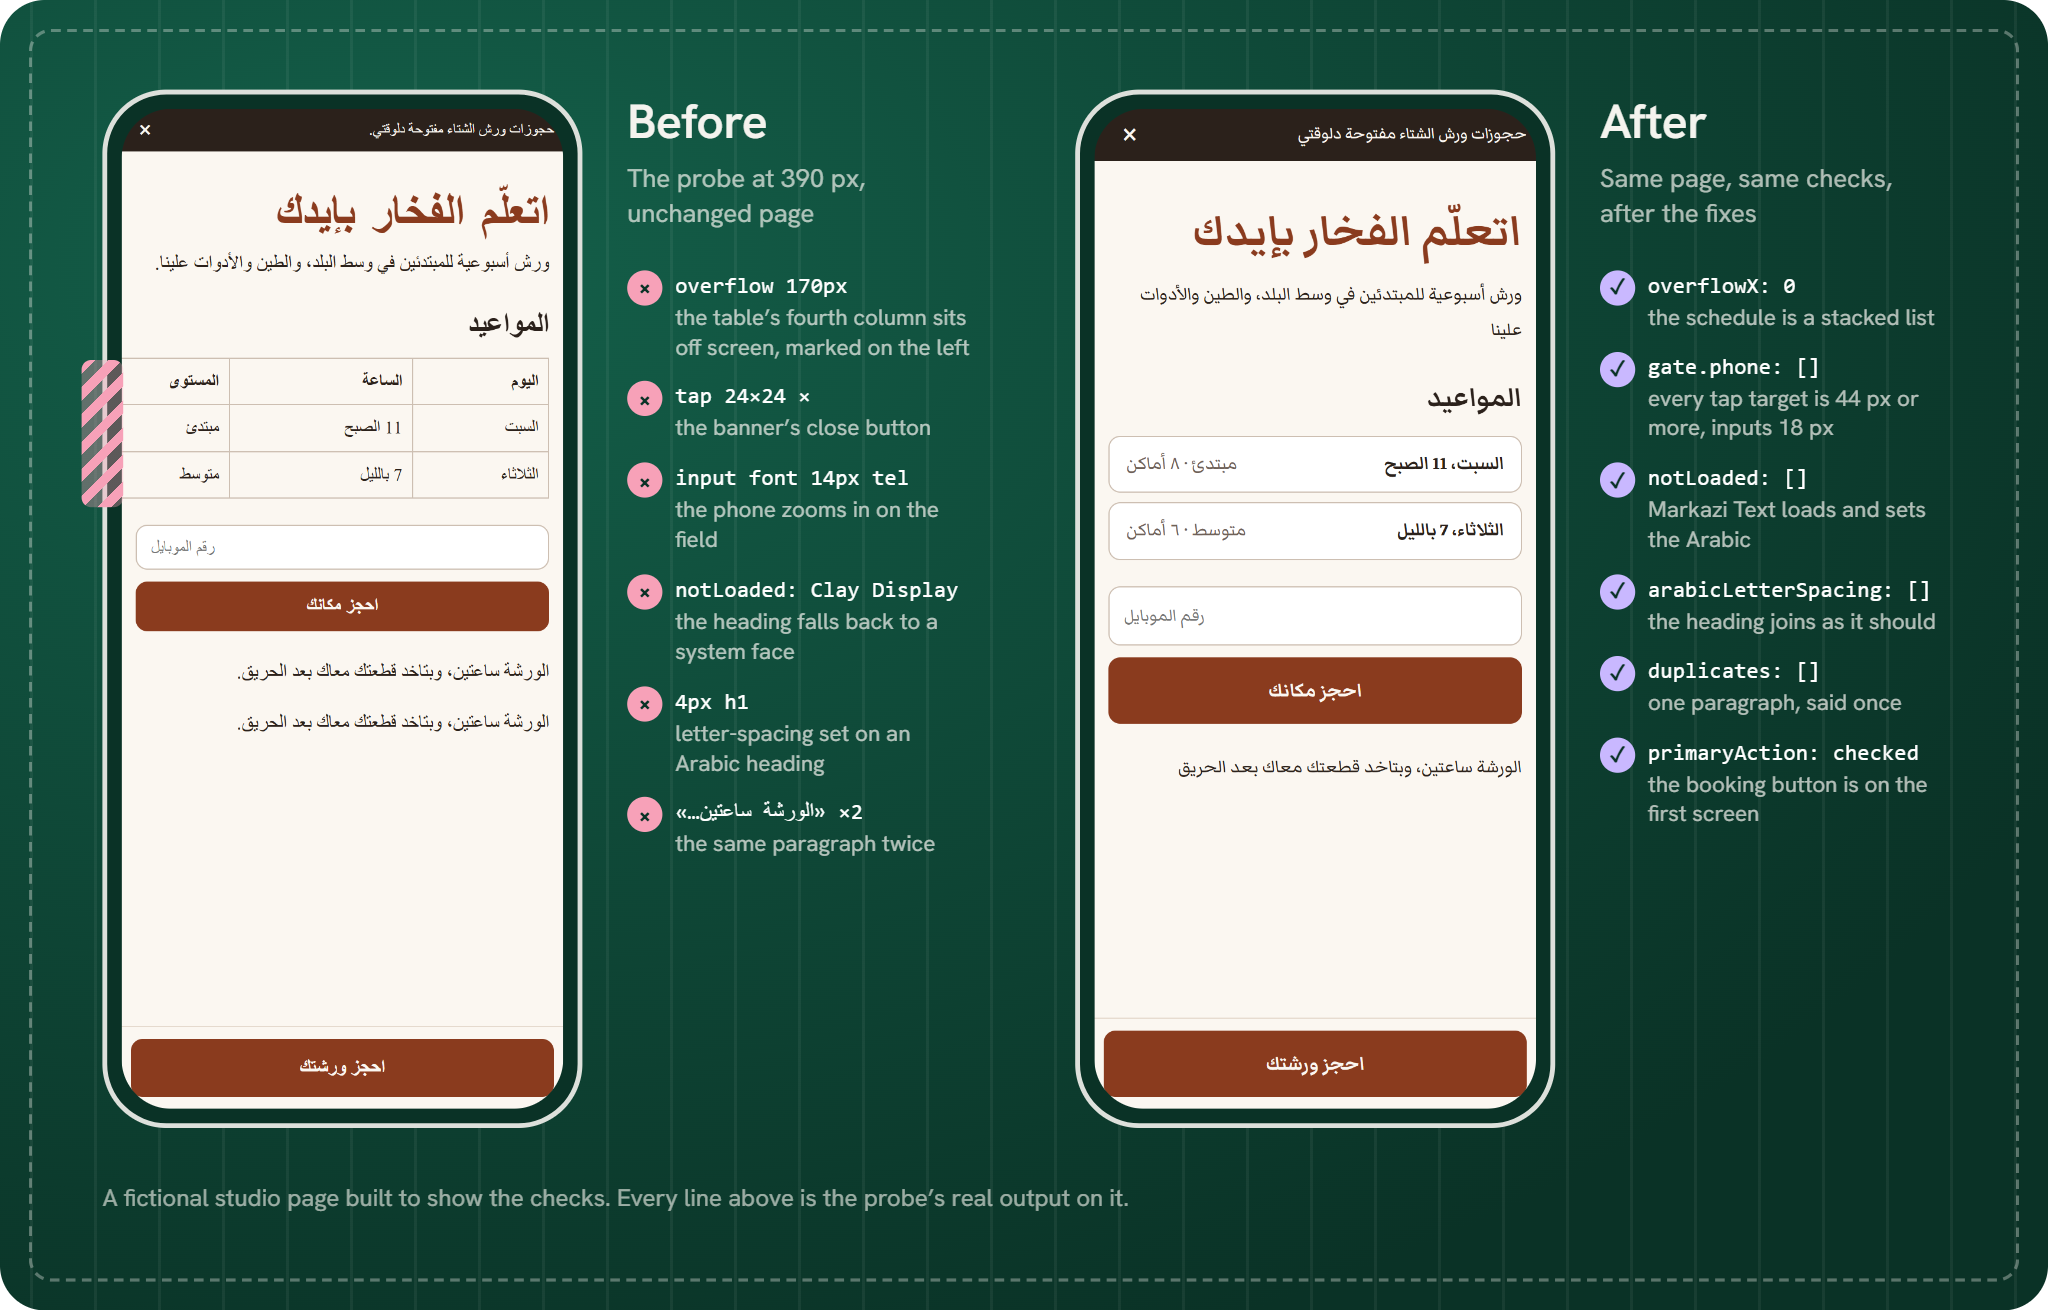 حجوزات ورش الشتاء مفتوحة دلوقتي.
×
اتعلّم الفخار بإيدك
ورش أسبوعية للمبتدئين في وسط البلد، والطين والأدوات علينا.
المواعيد
اليوم الساعة المستوى
السبت 11 الصبح مبتدئ
الثلاثاء 7 بالليل متوسط
رقم الموبايل
احجز مكانك
الورشة ساعتين، وبتاخد قطعتك معاك بعد الحريق.
الورشة ساعتين، وبتاخد قطعتك معاك بعد الحريق.
احجز ورشتك
Before
The probe at 390 px,
unchanged page
× overflow 170px
the table’s fourth column sits
off screen, marked on the left
× tap 24×24 ×
the banner’s close button
× input font 14px tel
the phone zooms in on the
field
× notLoaded: Clay Display
the heading falls back to a
system face
× 4px h1
letter-spacing set on an
Arabic heading
× «الورشة ساعتين…» ×2
the same paragraph twice
حجوزات ورش الشتاء مفتوحة دلوقتي
×
اتعلّم الفخار بإيدك
ورش أسبوعية للمبتدئين في وسط البلد، والطين والأدوات
علينا
المواعيد
السبت، 11 الصبح مبتدئ · ٨ أماكن
الثلاثاء، 7 بالليل متوسط · ٦ أماكن
رقم الموبايل
احجز مكانك
الورشة ساعتين، وبتاخد قطعتك معاك بعد الحريق
احجز ورشتك
After
Same page, same checks,
after the fixes
✓ overflowX: 0
the schedule is a stacked list
✓ gate.phone: []
every tap target is 44 px or
more, inputs 18 px
✓ notLoaded: []
Markazi Text loads and sets
the Arabic
✓ arabicLetterSpacing: []
the heading joins as it should
✓ duplicates: []
one paragraph, said once
✓ primaryAction: checked
the booking button is on the
first screen
A fictional studio page built to show the checks. Every line above is the probe’s real output on it.